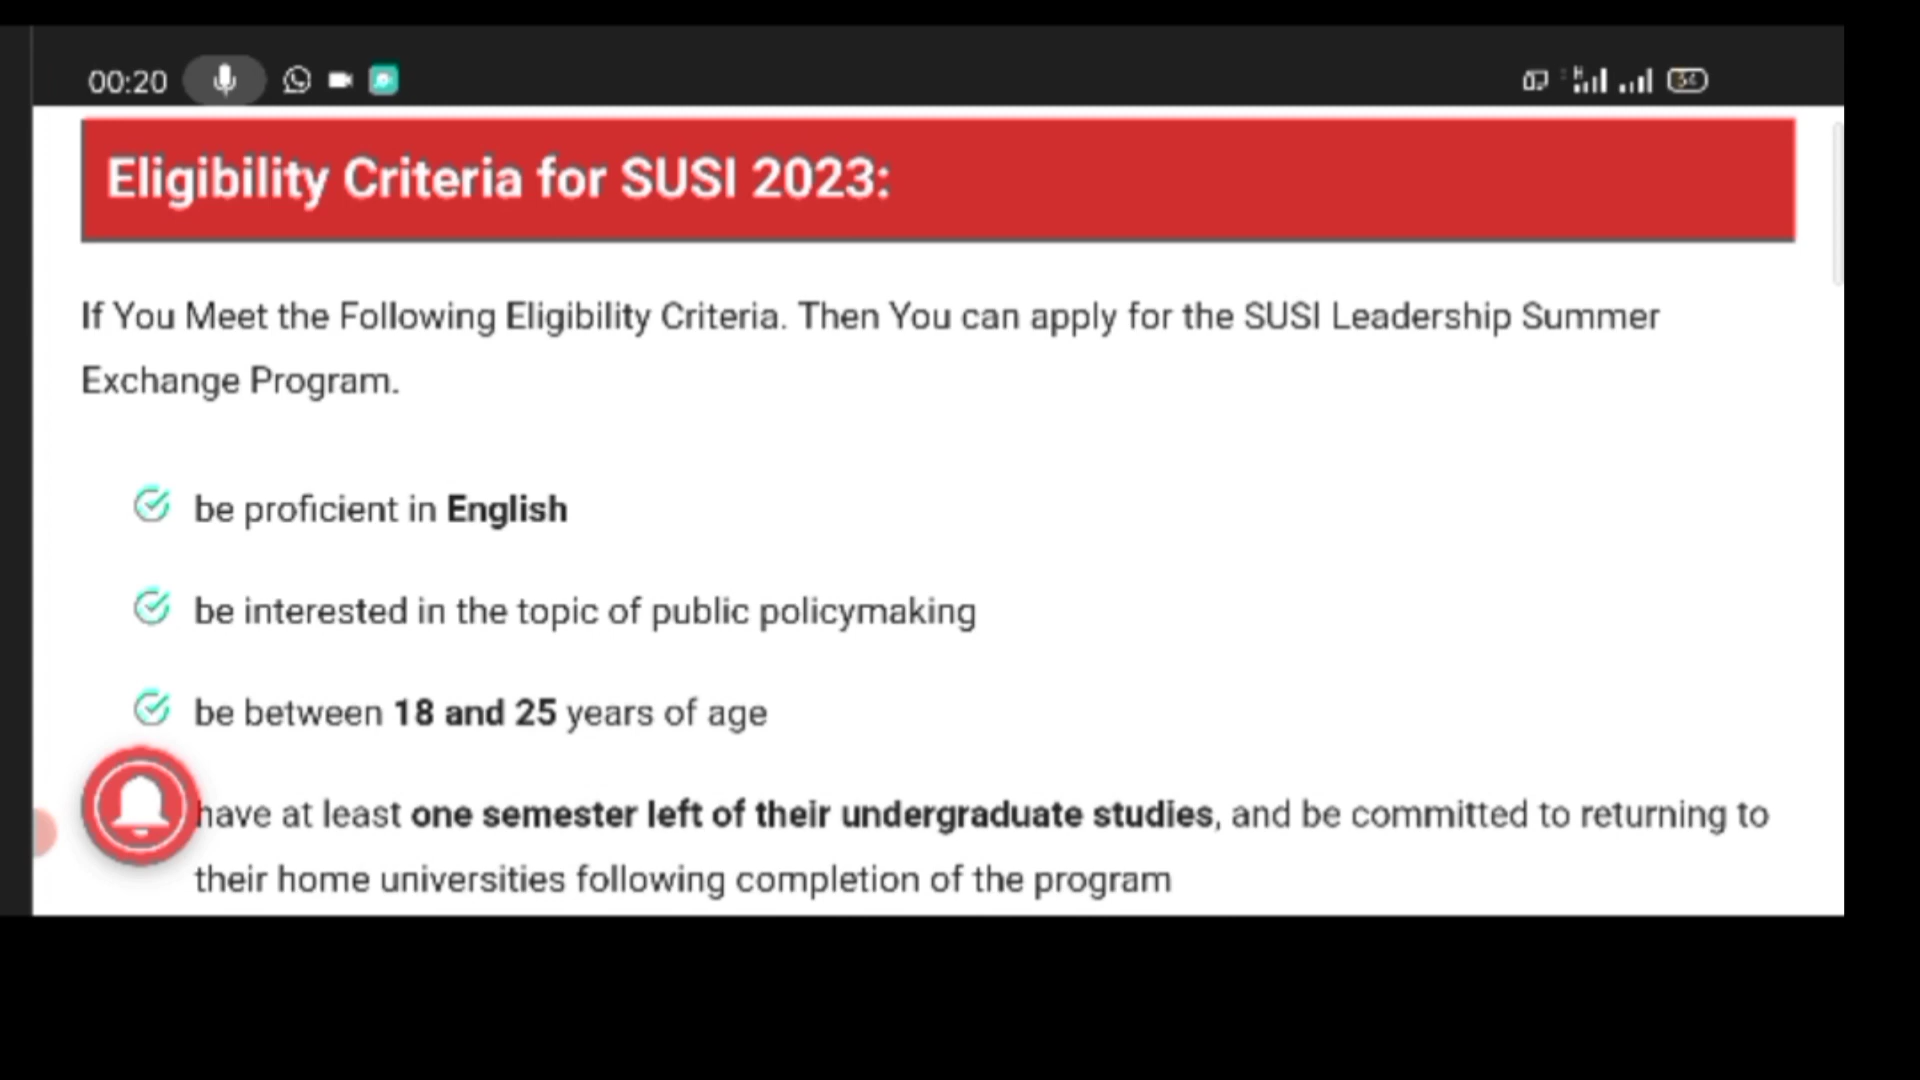 00:20
Eligibility Criteria for SUSI 2023:
If You Meet the Following Eligibility Criteria. Then You can apply for the SUSI Leadership Summer
Exchange Program.
be proficient in English
be interested in the topic of public policymaking
be between 18 and 25 years of age
have at least one semester left of their undergraduate studies, and be committed to returning to
their home universities following completion of the program